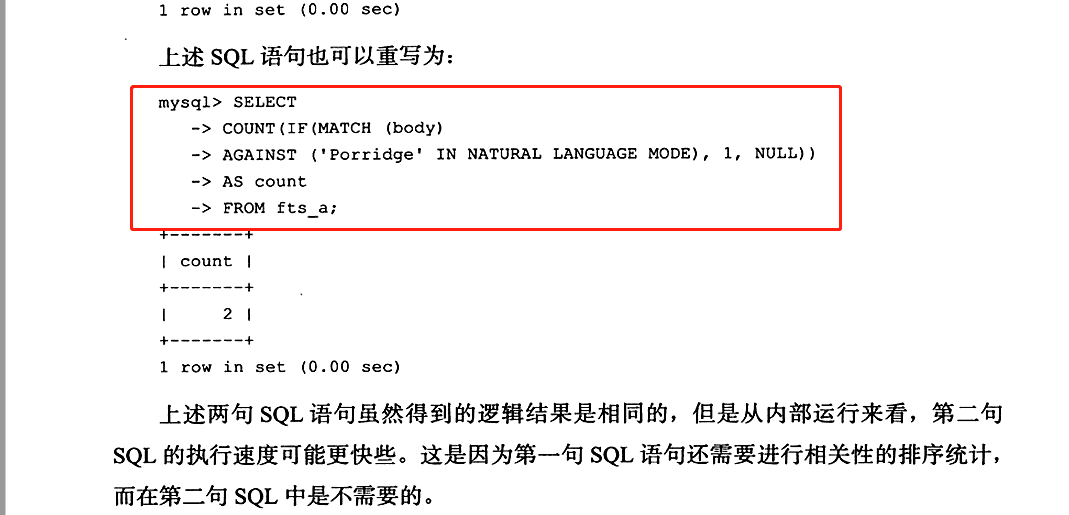 1 row in set (0.00 sec)
上述 SQL 语句也可以重写为：
mysql> SELECT
-> COUNT(IF(MATCH (body)
-> AGAINST ('Porridge' IN NATURAL LANGUAGE MODE), 1, NULL))
-> AS count
-> FROM fts_a;
+-------+
| count |
+-------+
| 2 |
+-------+
1 row in set (0.00 sec)
上述两句 SQL 语句虽然得到的逻辑结果是相同的，但是从内部运行来看，第二句
SQL 的执行速度可能更快些。这是因为第一句 SQL 语句还需要进行相关性的排序统计，
而在第二句 SQL 中是不需要的。